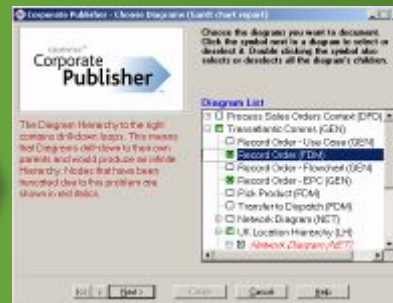 Corporate Publisher - Choose Diagrams (Gantt chart report)
Corporate
Publisher
Choose the diagrams you want to document.
Click the symbol next to a diagram to select or
deselect it. Double clicking the symbol also
selects or deselects all the diagram's children.
The Diagram Hierarchy to the right
contains drill-down loops. This means
that Diagrams drill-down to their own
parents and would produce an infinite
Hierarchy. Nodes that have been
truncated due to this problem are
shown in red italics.
Diagram List
Process Sales Orders Context (DFD)
Transatlantic Conres (GEN)
Record Order - Use Case (GEN)
Record Order (FDM)
Record Order - Flowchart (GEN)
Record Order - EPC (GEN)
Pick Product (FDM)
Transfer to Dispatch (FDM)
Network Diagram (NET)
UK Location Hierarchy (LH)
Network Diagram (NET)
Next >
Cancel
Help